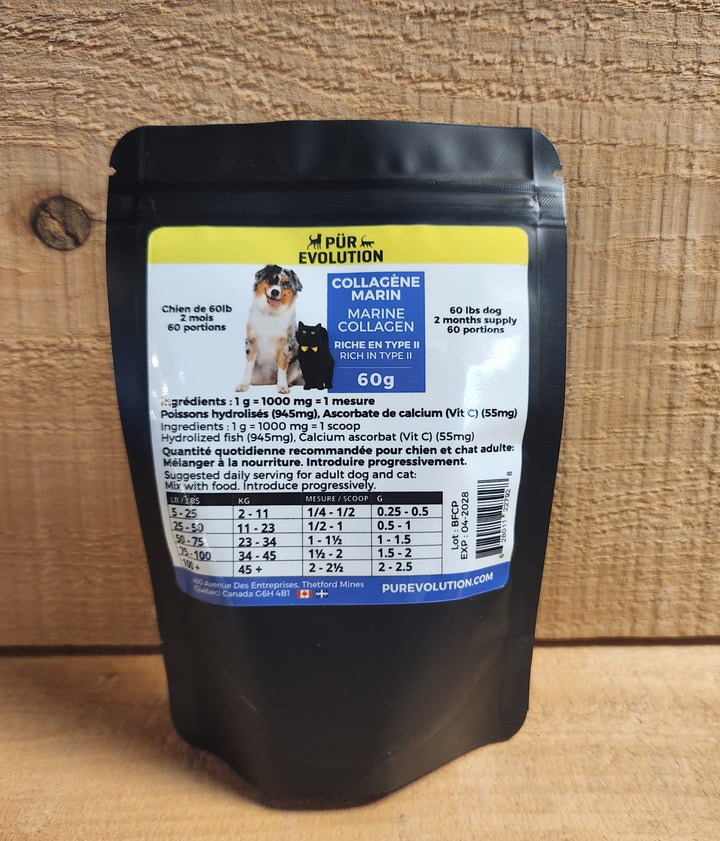 PÜR
EVOLUTION
COLLAGÈNE
MARIN
MARINE
COLLAGEN
RICHE EN TYPE II
RICH IN TYPE II
60g
Chien de 60lb
2 mois
60 portions
60 lbs dog
2 months supply
60 portions
Ingrédients : 1 g = 1000 mg = 1 mesure
Poissons hydrolisés (945mg), Ascorbate de calcium (Vit C) (55mg)
Ingredients : 1 g = 1000 mg = 1 scoop
Hydrolized fish (945mg), Calcium ascorbat (Vit C) (55mg)
Quantité quotidienne recommandée pour chien et chat adulte:
Mélanger à la nourriture. Introduire progressivement.
Suggested daily serving for adult dog and cat:
Mix with food. Introduce progressively.
LB / LBS KG MESURE / SCOOP G
5 - 25 2 - 11 1/4 - 1/2 0.25 - 0.5
25 - 50 11 - 23 1/2 - 1 0.5 - 1
50 - 75 23 - 34 1 - 1½ 1 - 1.5
75 - 100 34 - 45 1½ - 2 1.5 - 2
100 + 45 + 2 - 2½ 2 - 2.5
Lot : BFCP
EXP : 04-2028
6 28011 22792 8
460 Avenue Des Entreprises, Thetford Mines
(Québec) Canada G6H 4B1
PUREVOLUTION.COM